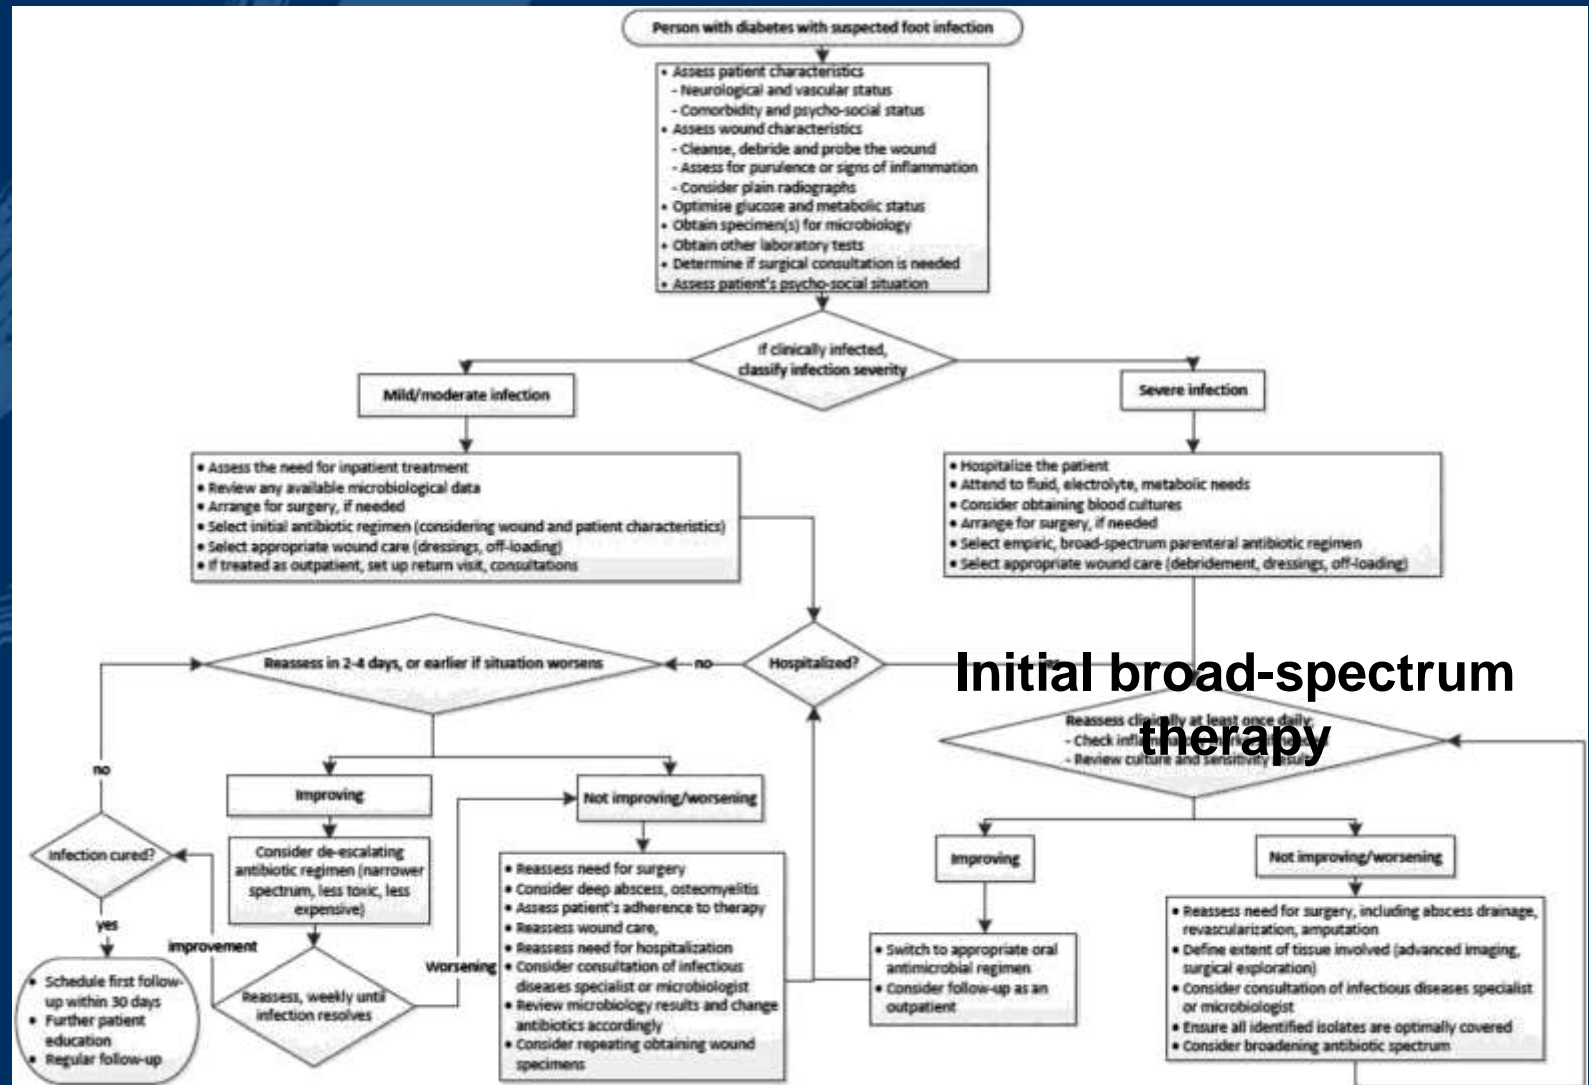 Person with diabetes with suspected foot infection
• Assess patient characteristics
- Neurological and vascular status
- Comorbidity and psycho-social status
• Assess wound characteristics
- Cleanse, debride and probe the wound
- Assess for purulence or signs of inflammation
- Consider plain radiographs
• Optimise glucose and metabolic status
• Obtain specimen(s) for microbiology
• Obtain other laboratory tests
• Determine if surgical consultation is needed
• Assess patient's psycho-social situation
If clinically infected,
classify infection severity
Mild/moderate infection
Severe infection
• Assess the need for inpatient treatment
• Review any available microbiological data
• Arrange for surgery, if needed
• Select initial antibiotic regimen (considering wound and patient characteristics)
• Select appropriate wound care (dressings, off-loading)
• If treated as outpatient, set up return visit, consultations
• Hospitalize the patient
• Attend to fluid, electrolyte, metabolic needs
• Consider obtaining blood cultures
• Arrange for surgery, if needed
• Select empiric, broad-spectrum parenteral antibiotic regimen
• Select appropriate wound care (debridement, dressings, off-loading)
Reassess in 2-4 days, or earlier if situation worsens
no
Hospitalized?
Initial broad-spectrum
therapy
Reassess clinically at least once daily:
- Check
- Review culture and sensitivity
no
Improving
Not improving/worsening
Infection cured?
Consider de-escalating
antibiotic regimen (narrower
spectrum, less toxic, less
expensive)
yes
improvement
Worsening
• Schedule first follow-
up within 30 days
• Further patient
education
• Regular follow-up
Reassess, weekly until
infection resolves
• Reassess need for surgery
• Consider deep abscess, osteomyelitis
• Assess patient's adherence to therapy
• Reassess wound care,
• Reassess need for hospitalization
• Consider consultation of infectious
diseases specialist or microbiologist
• Review microbiology results and change
antibiotics accordingly
• Consider repeating obtaining wound
specimens
Improving
Not improving/worsening
• Switch to appropriate oral
antimicrobial regimen
• Consider follow-up as an
outpatient
• Reassess need for surgery, including abscess drainage,
revascularization, amputation
• Define extent of tissue involved (advanced imaging,
surgical exploration)
• Consider consultation of infectious diseases specialist
or microbiologist
• Ensure all identified isolates are optimally covered
• Consider broadening antibiotic spectrum